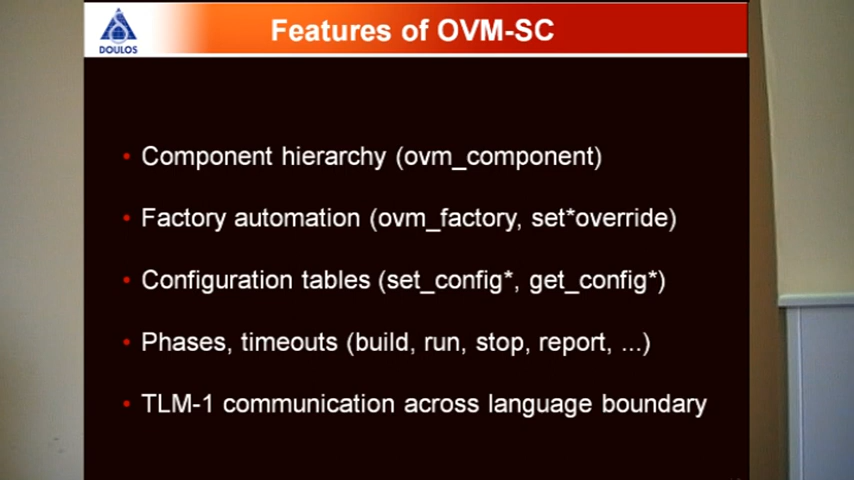 Features of OVM-SC
DOULOS
• Component hierarchy (ovm_component)
• Factory automation (ovm_factory, set*override)
• Configuration tables (set_config*, get_config*)
• Phases, timeouts (build, run, stop, report, ...)
• TLM-1 communication across language boundary